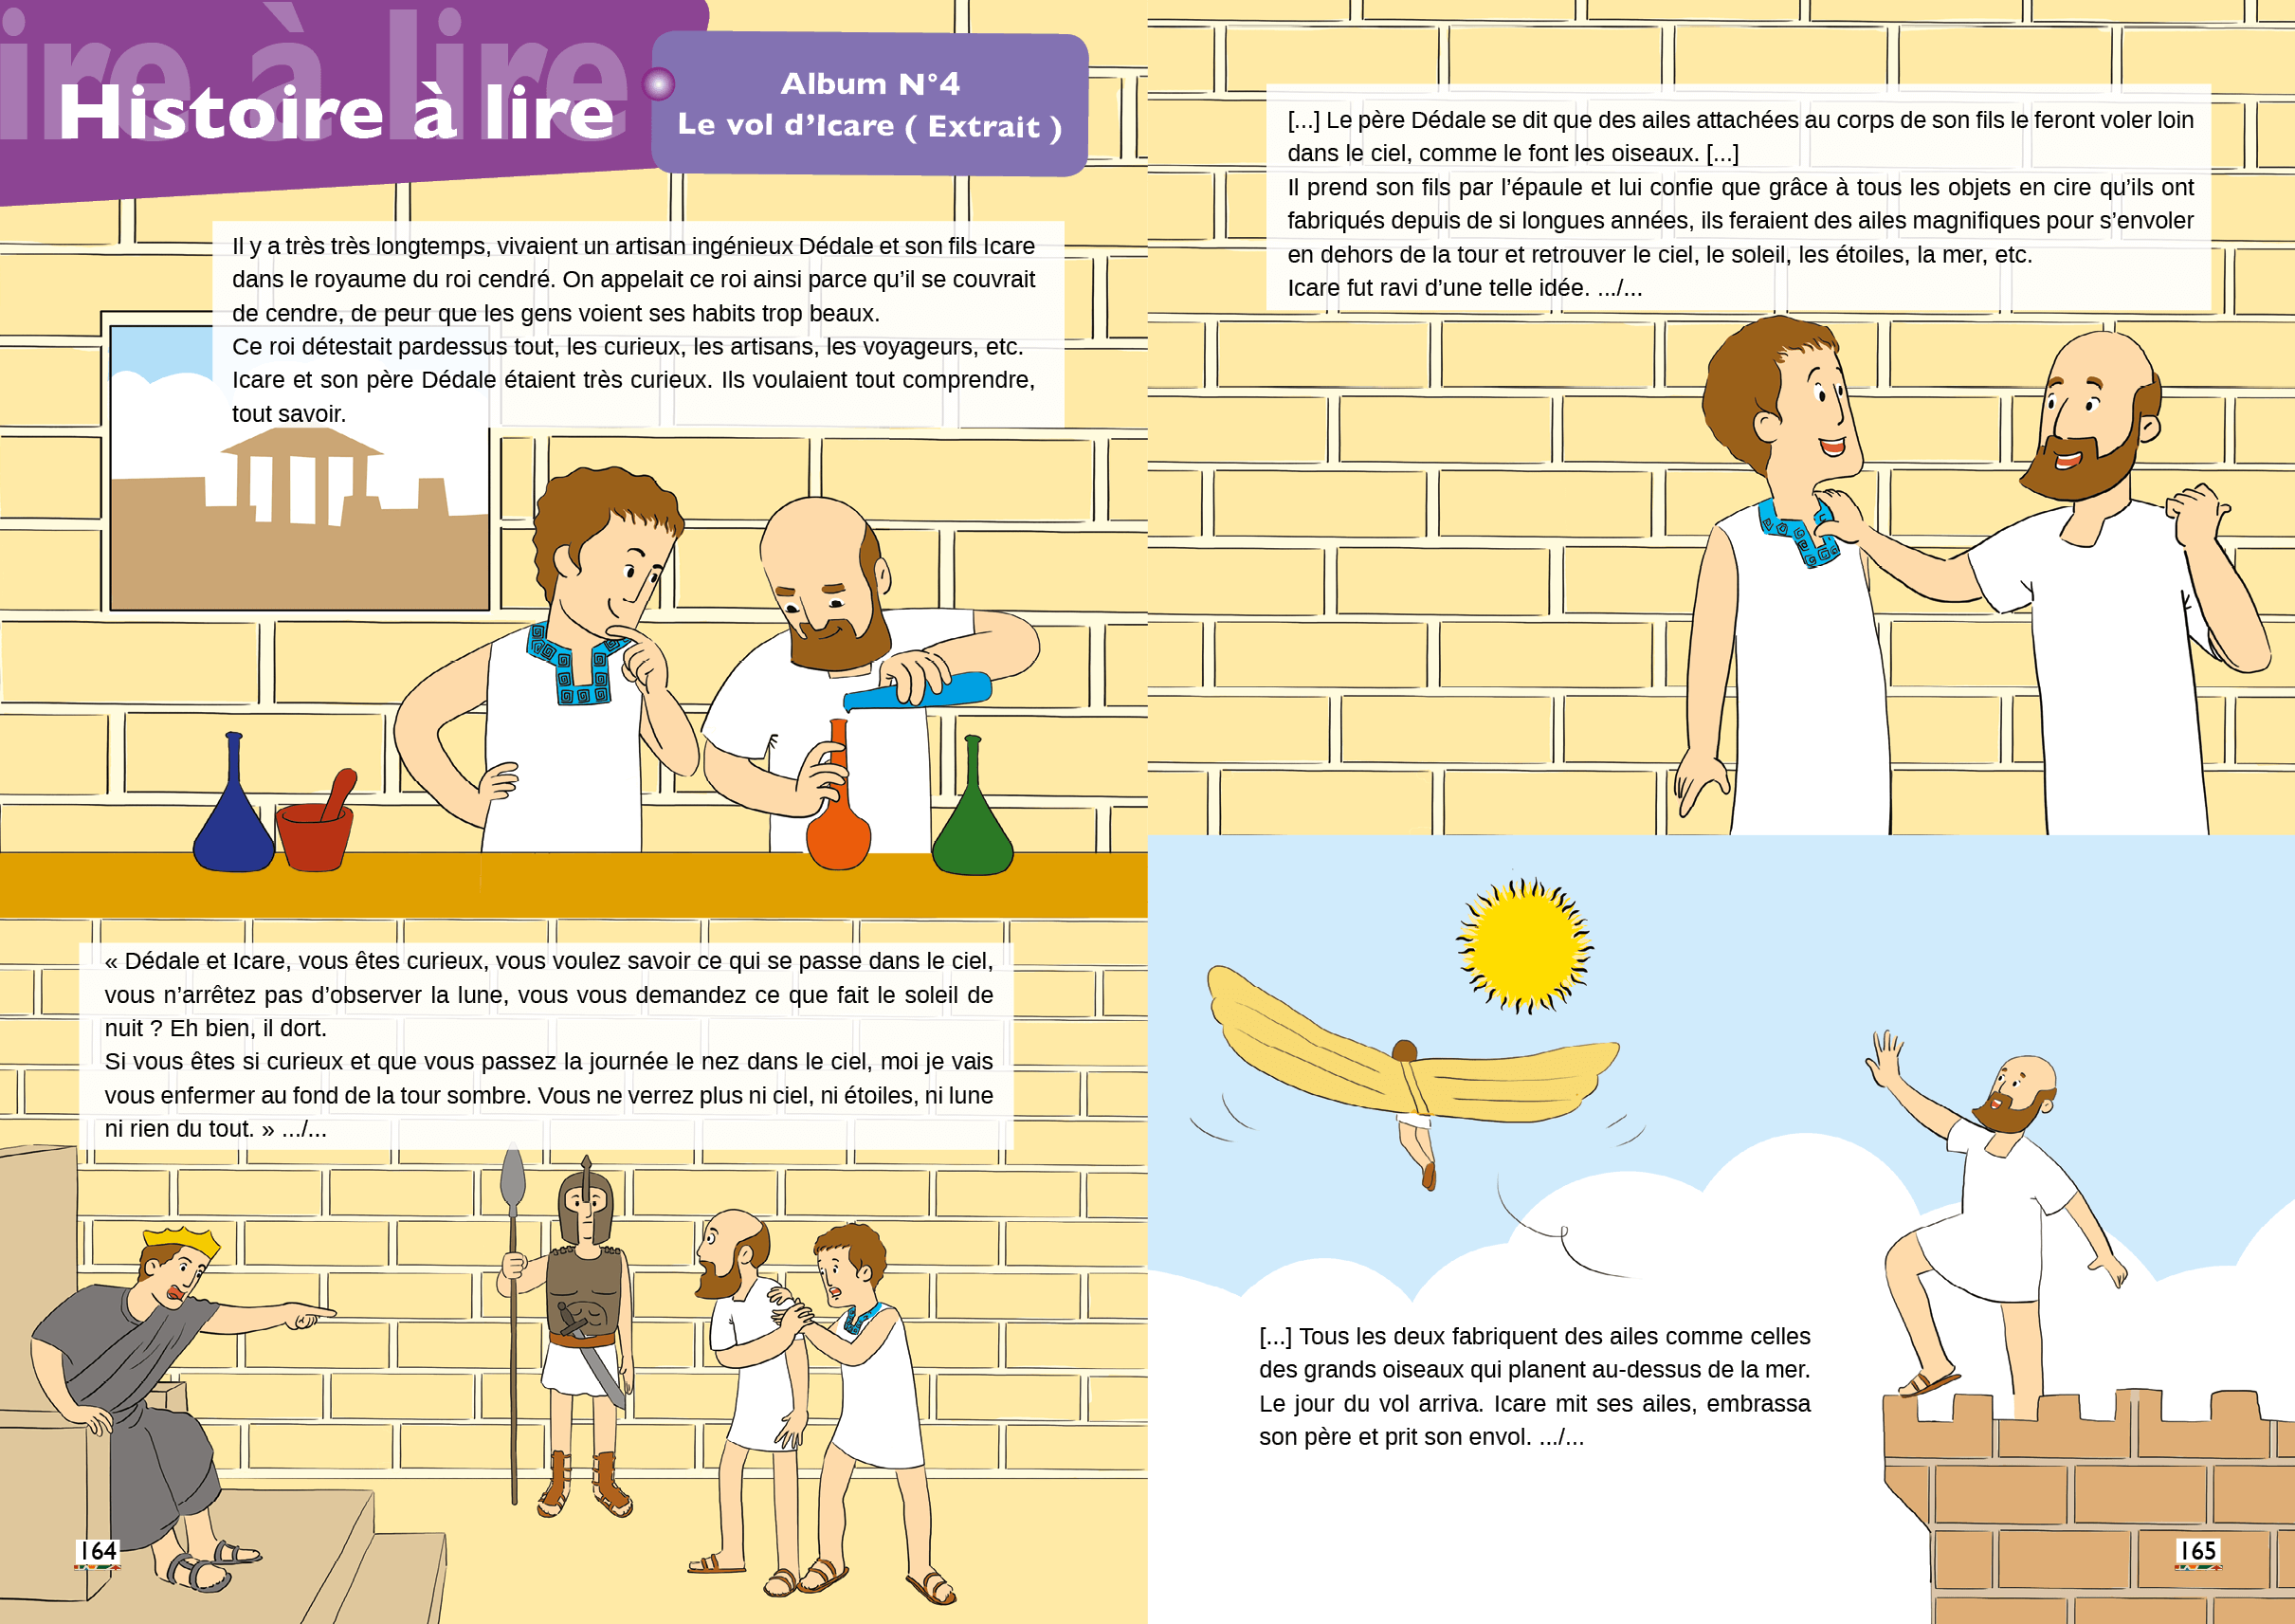 ire à lire
Histoire à lire
Album N°4
Le vol d’Icare ( Extrait )
Il y a très très longtemps, vivaient un artisan ingénieux Dédale et son fils Icare
dans le royaume du roi cendré. On appelait ce roi ainsi parce qu’il se couvrait
de cendre, de peur que les gens voient ses habits trop beaux.
Ce roi détestait pardessus tout, les curieux, les artisans, les voyageurs, etc.
Icare et son père Dédale étaient très curieux. Ils voulaient tout comprendre,
tout savoir.
« Dédale et Icare, vous êtes curieux, vous voulez savoir ce qui se passe dans le ciel,
vous n’arrêtez pas d’observer la lune, vous vous demandez ce que fait le soleil de
nuit ? Eh bien, il dort.
Si vous êtes si curieux et que vous passez la journée le nez dans le ciel, moi je vais
vous enfermer au fond de la tour sombre. Vous ne verrez plus ni ciel, ni étoiles, ni lune
ni rien du tout. » .../...
164
[...] Le père Dédale se dit que des ailes attachées au corps de son fils le feront voler loin
dans le ciel, comme le font les oiseaux. [...]
Il prend son fils par l’épaule et lui confie que grâce à tous les objets en cire qu’ils ont
fabriqués depuis de si longues années, ils feraient des ailes magnifiques pour s’envoler
en dehors de la tour et retrouver le ciel, le soleil, les étoiles, la mer, etc.
Icare fut ravi d’une telle idée. .../...
[...] Tous les deux fabriquent des ailes comme celles
des grands oiseaux qui planent au-dessus de la mer.
Le jour du vol arriva. Icare mit ses ailes, embrassa
son père et prit son envol. .../...
165